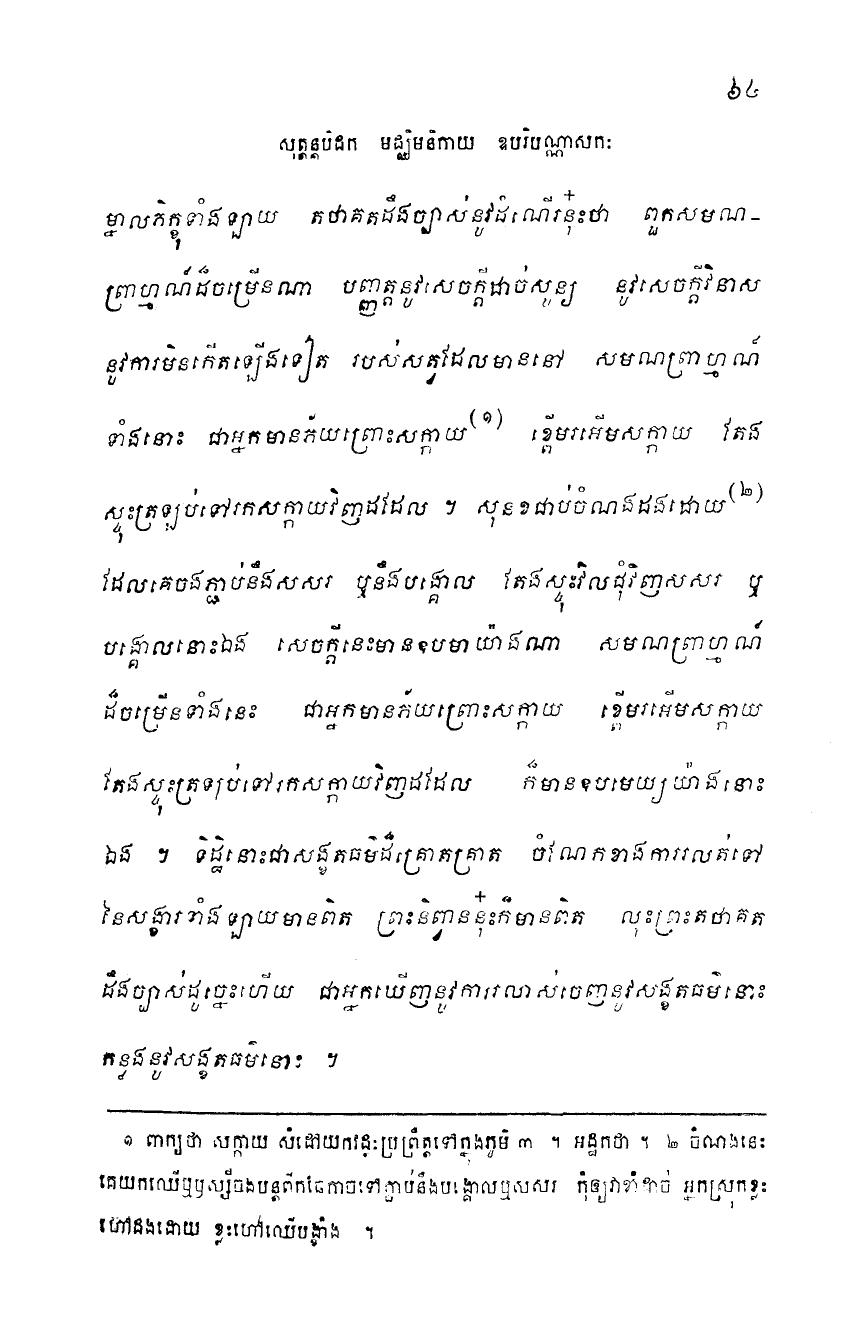 ៦៤
សុត្តន្តបិដក មជ្ឈិមនិកាយ ឧបរិបណ្ណាសកៈ
ម្នាលភិក្ខុទាំងឡាយ តថាគតដឹងច្បាស់នូវដំណើរនុ៎ះថា ពួកសមណ-
ព្រាហ្មណ៍ដ៏ចម្រើនណា បញ្ញត្តនូវសេចក្តីដាច់សូន្យ នូវសេចក្តីវិនាស
នូវការមិនកើតឡើងទៀត របស់សត្វដែលមាននៅ សមណព្រាហ្មណ៍
ទាំងនោះ ជាអ្នកមានភ័យព្រោះសក្កាយ(១) ខ្ពើមរអើមសក្កាយ តែង
ស្ទុះត្រឡប់ទៅរកសក្កាយវិញដដែល ។ សុនខជាប់ចំណងដងដោយ(២)
ដែលគេចងភ្ជាប់នឹងសសរ ឬនឹងបង្គោល តែងស្ទុះវិលជុំវិញសសរ ឬ
បង្គោលនោះឯង សេចក្តីនេះមានឧបមាយ៉ាងណា សមណព្រាហ្មណ៍
ដ៏ចម្រើនទាំងនេះ ជាអ្នកមានភ័យព្រោះសក្កាយ ខ្ពើមរអើមសក្កាយ
តែងស្ទុះត្រឡប់ទៅរកសក្កាយវិញដដែល ក៏មានឧបមេយ្យយ៉ាងនោះ
ឯង ។ ទិដ្ឋិនោះជាសង្ខតធម៌ដ៏គ្រោតគ្រាត ចំណែកខាងការរលត់ទៅ
នៃសង្ខារទាំងឡាយមានពិត ព្រះនិព្វាននុ៎ះក៏មានពិត លុះព្រះតថាគត
ដឹងច្បាស់ដូច្នេះហើយ ជាអ្នកឃើញនូវការរលាស់ចេញនូវសង្ខតធម៌នោះ
កន្លងនូវសង្ខតធម៌នោះ ។
១ ពាក្យថា សក្កាយ សំដៅយកវដ្តៈប្រព្រឹត្តទៅក្នុងភូមិ ៣ ។ អដ្ឋកថា ។ ២ ចំណងនេះ
គេយកឈើឬឫស្សីចងបន្តពីកដៃកាចទៅភ្ជាប់នឹងបង្គោលឬសសរ កុំឲ្យវាខាំដាច់ អ្នកស្រុកខ្លះ
ហៅដងដោយ ខ្លះហៅឈើបង្ខាំង ។